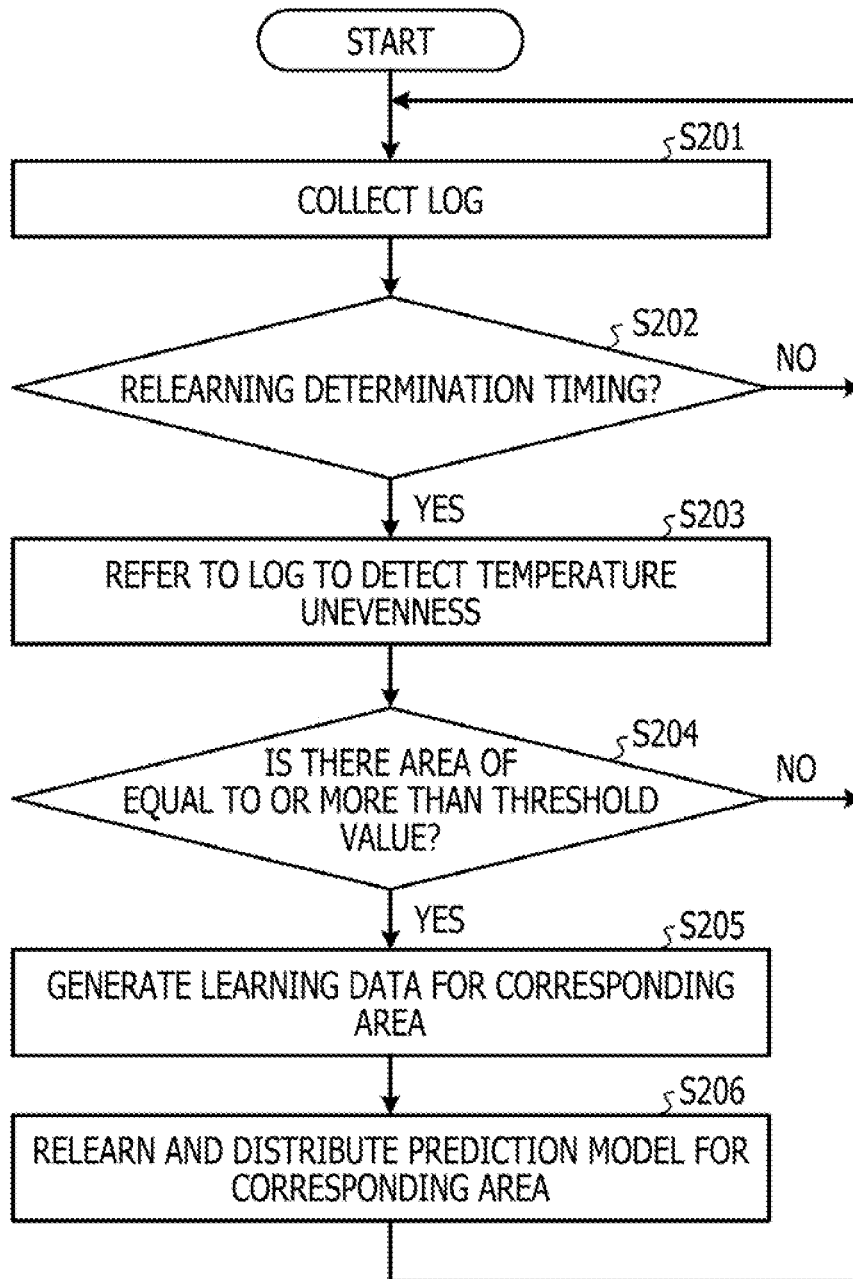 START
S201
COLLECT LOG
S202
RELEARNING DETERMINATION TIMING?
NO
YES
S203
REFER TO LOG TO DETECT TEMPERATURE
UNEVENNESS
S204
IS THERE AREA OF
EQUAL TO OR MORE THAN THRESHOLD
VALUE?
NO
YES
S205
GENERATE LEARNING DATA FOR CORRESPONDING
AREA
S206
RELEARN AND DISTRIBUTE PREDICTION MODEL FOR
CORRESPONDING AREA